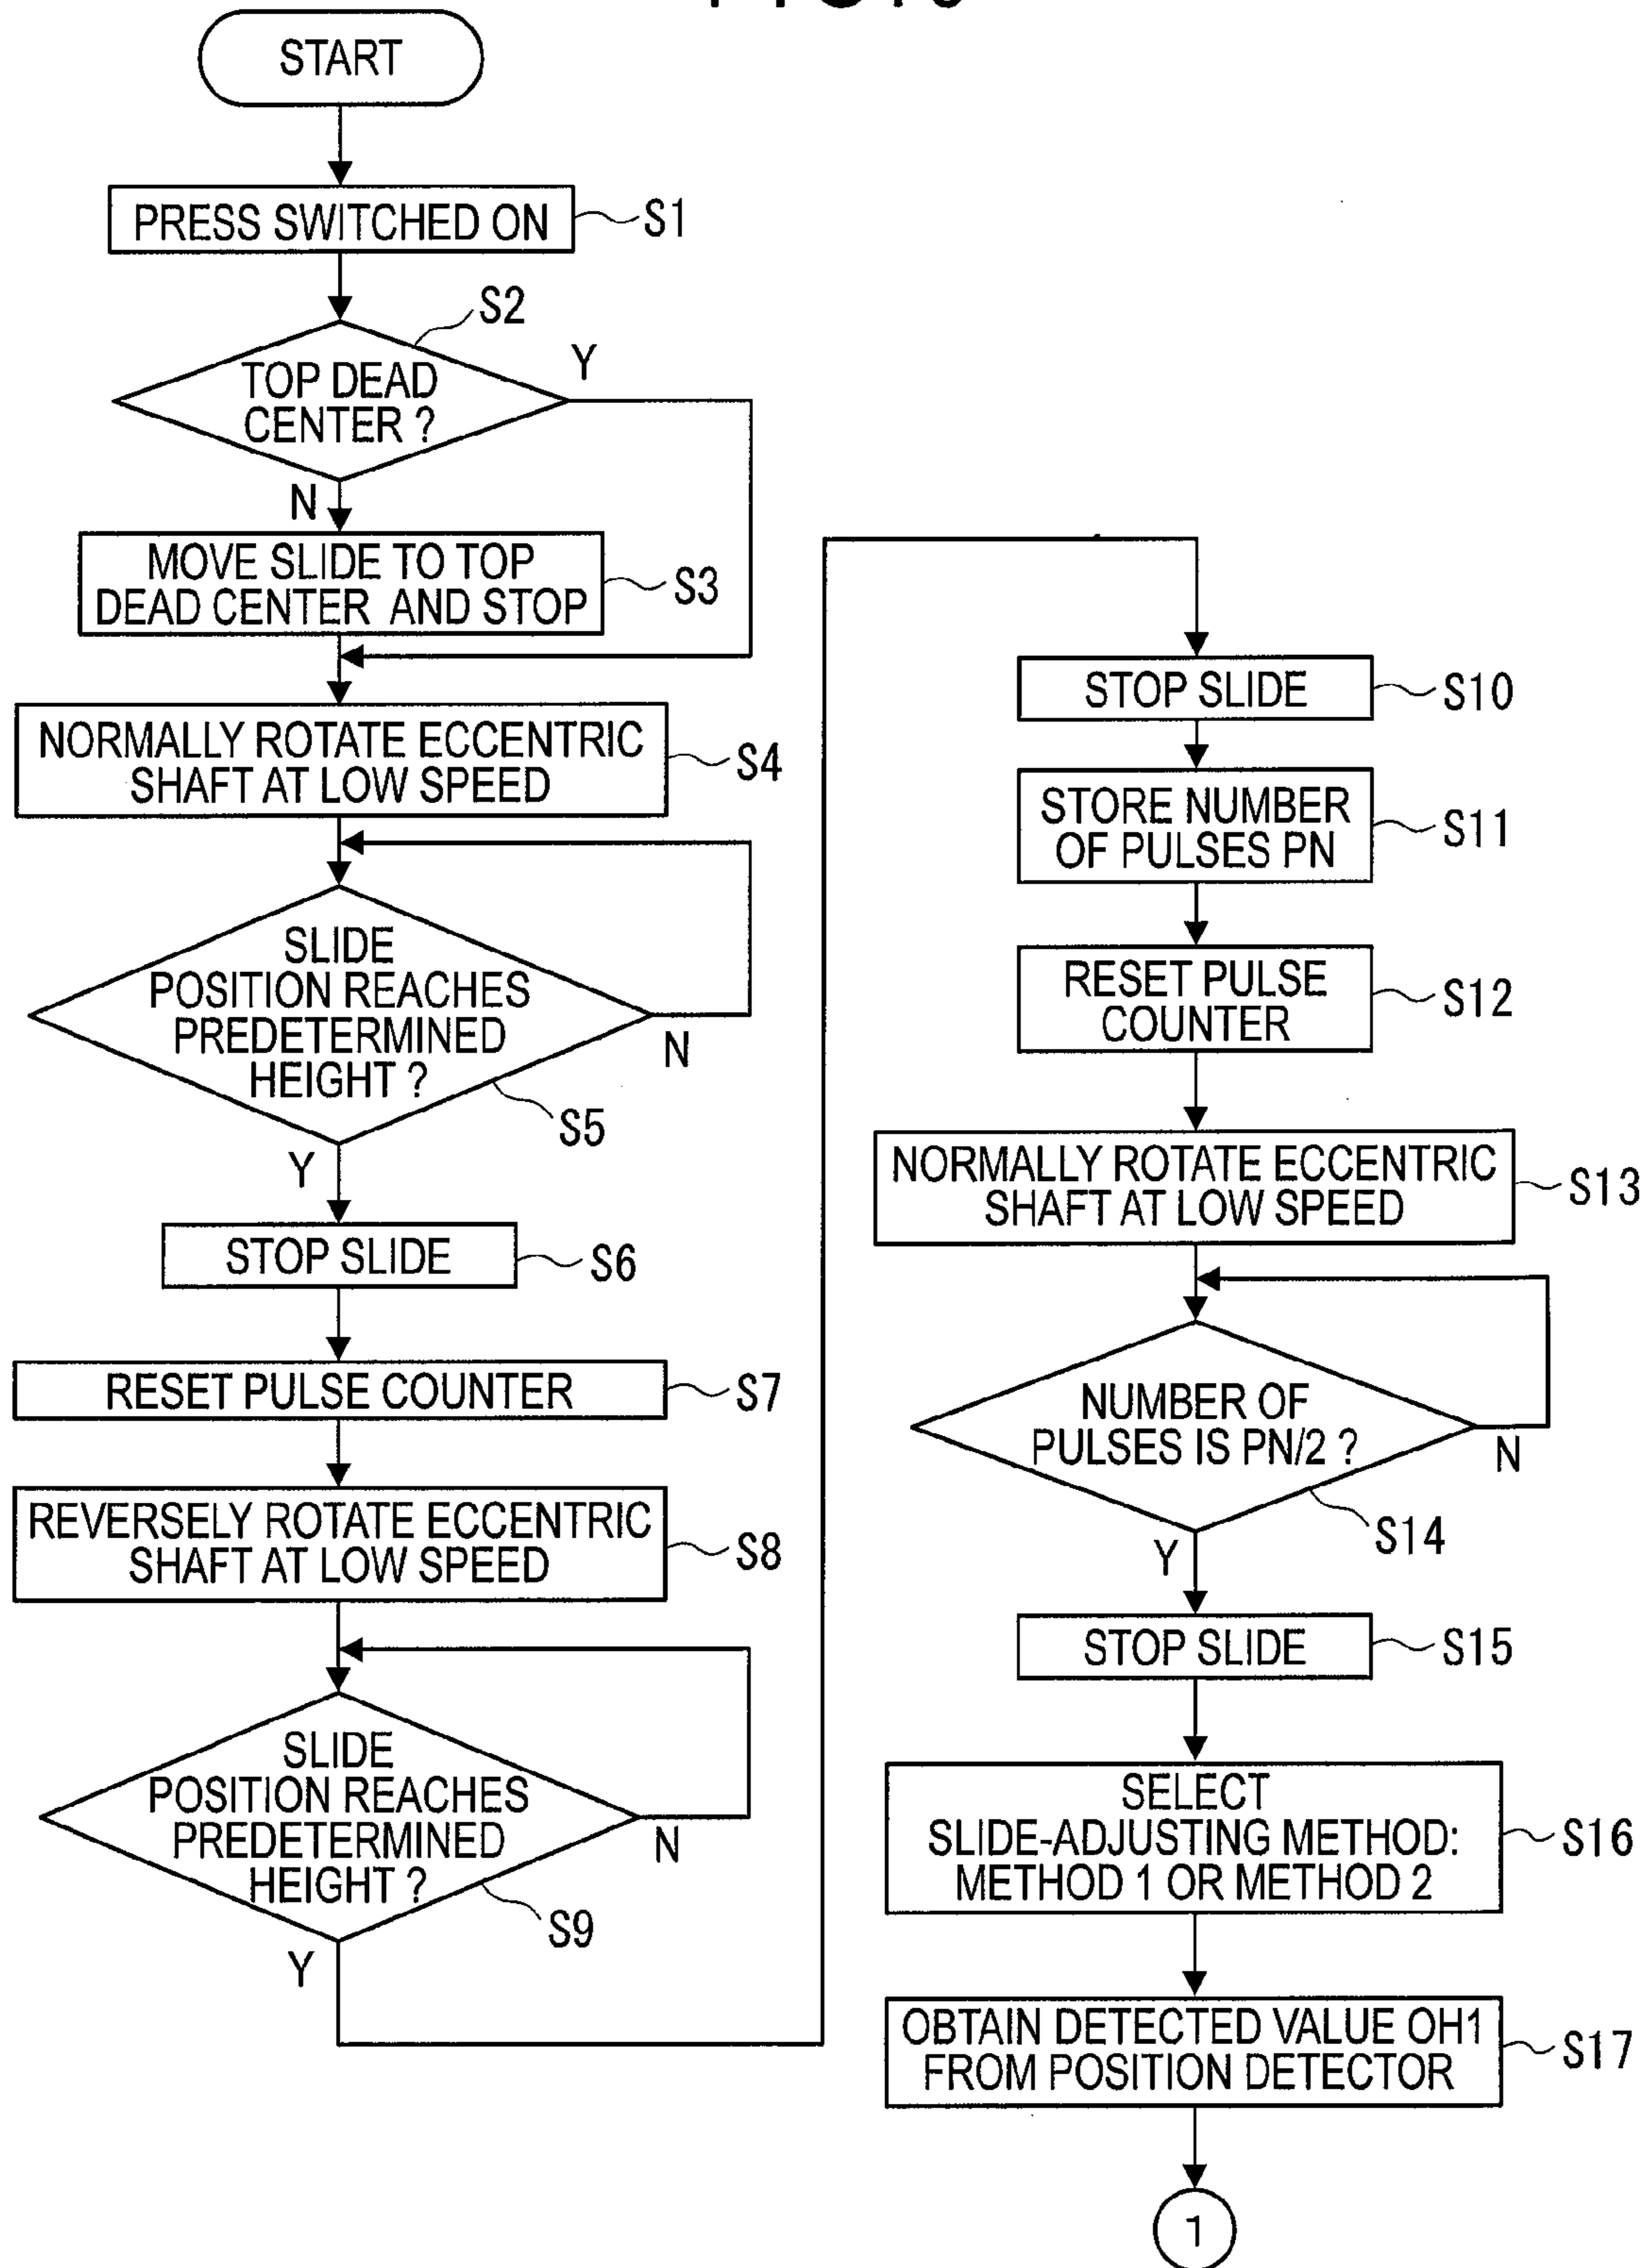 START
PRESS SWITCHED ON
S1
S2
TOP DEAD
CENTER ?
Y
N
MOVE SLIDE TO TOP
DEAD CENTER AND STOP
S3
NORMALLY ROTATE ECCENTRIC
SHAFT AT LOW SPEED
S4
SLIDE
POSITION REACHES
PREDETERMINED
HEIGHT ?
N
S5
Y
STOP SLIDE
S6
RESET PULSE COUNTER
S7
REVERSELY ROTATE ECCENTRIC
SHAFT AT LOW SPEED
S8
SLIDE
POSITION REACHES
PREDETERMINED
HEIGHT ?
N
S9
Y
STOP SLIDE
S10
STORE NUMBER
OF PULSES PN
S11
RESET PULSE
COUNTER
S12
NORMALLY ROTATE ECCENTRIC
SHAFT AT LOW SPEED
S13
NUMBER OF
PULSES IS PN/2 ?
N
S14
Y
STOP SLIDE
S15
SELECT
SLIDE-ADJUSTING METHOD:
METHOD 1 OR METHOD 2
S16
OBTAIN DETECTED VALUE OH1
FROM POSITION DETECTOR
S17
1